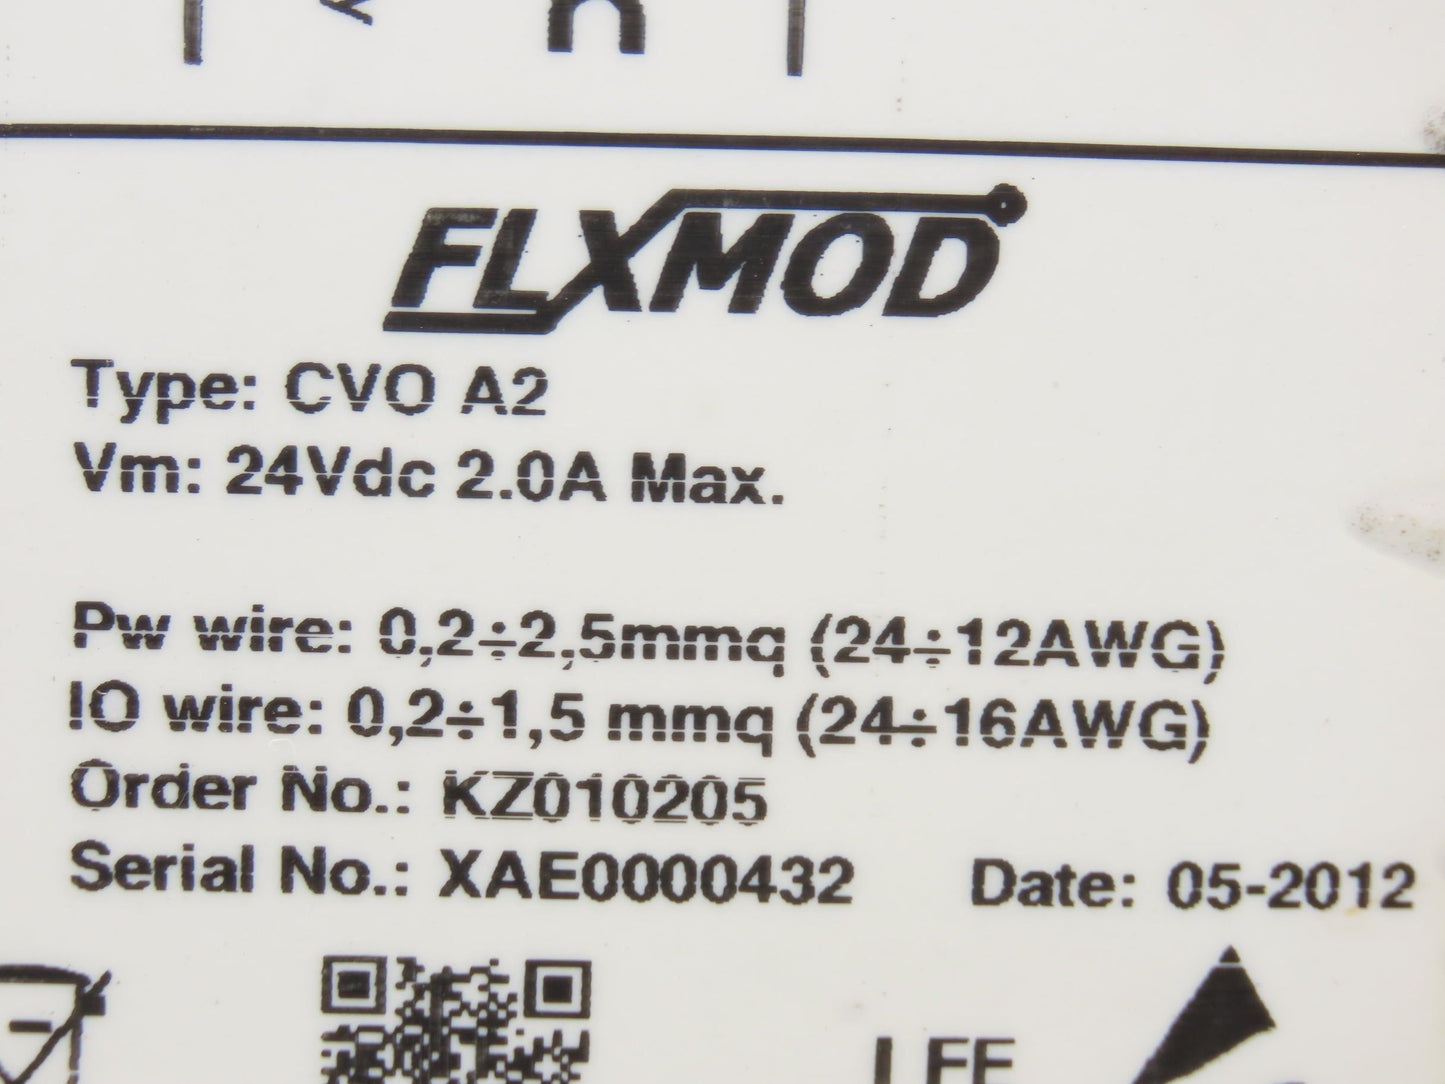 FLXMOD
Type: CVO A2
Vm: 24Vdc 2.0A Max.
Pw wire: 0,2÷2,5mmq (24÷12AWG)
IO wire: 0,2÷1,5 mmq (24÷16AWG)
Order No.: KZ010205
Serial No.: XAE0000432 Date: 05-2012